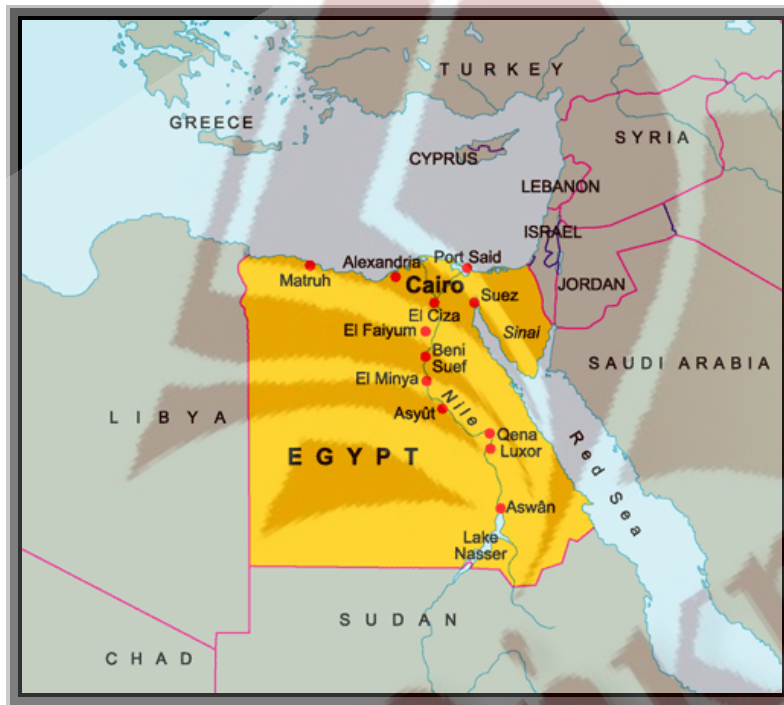 TURKEY
GREECE
SYRIA
CYPRUS
LEBANON
ISRAEL
Alexandria
Port Said
Matruh
Cairo
JORDAN
Suez
El Ciza
El Faiyum
Sinai
Beni
Suef
SAUDI ARABIA
El Minya
LIBYA
Asyût
Nile
Qena
Luxor
EGYPT
Red Sea
Aswân
Lake
Nasser
SUDAN
CHAD